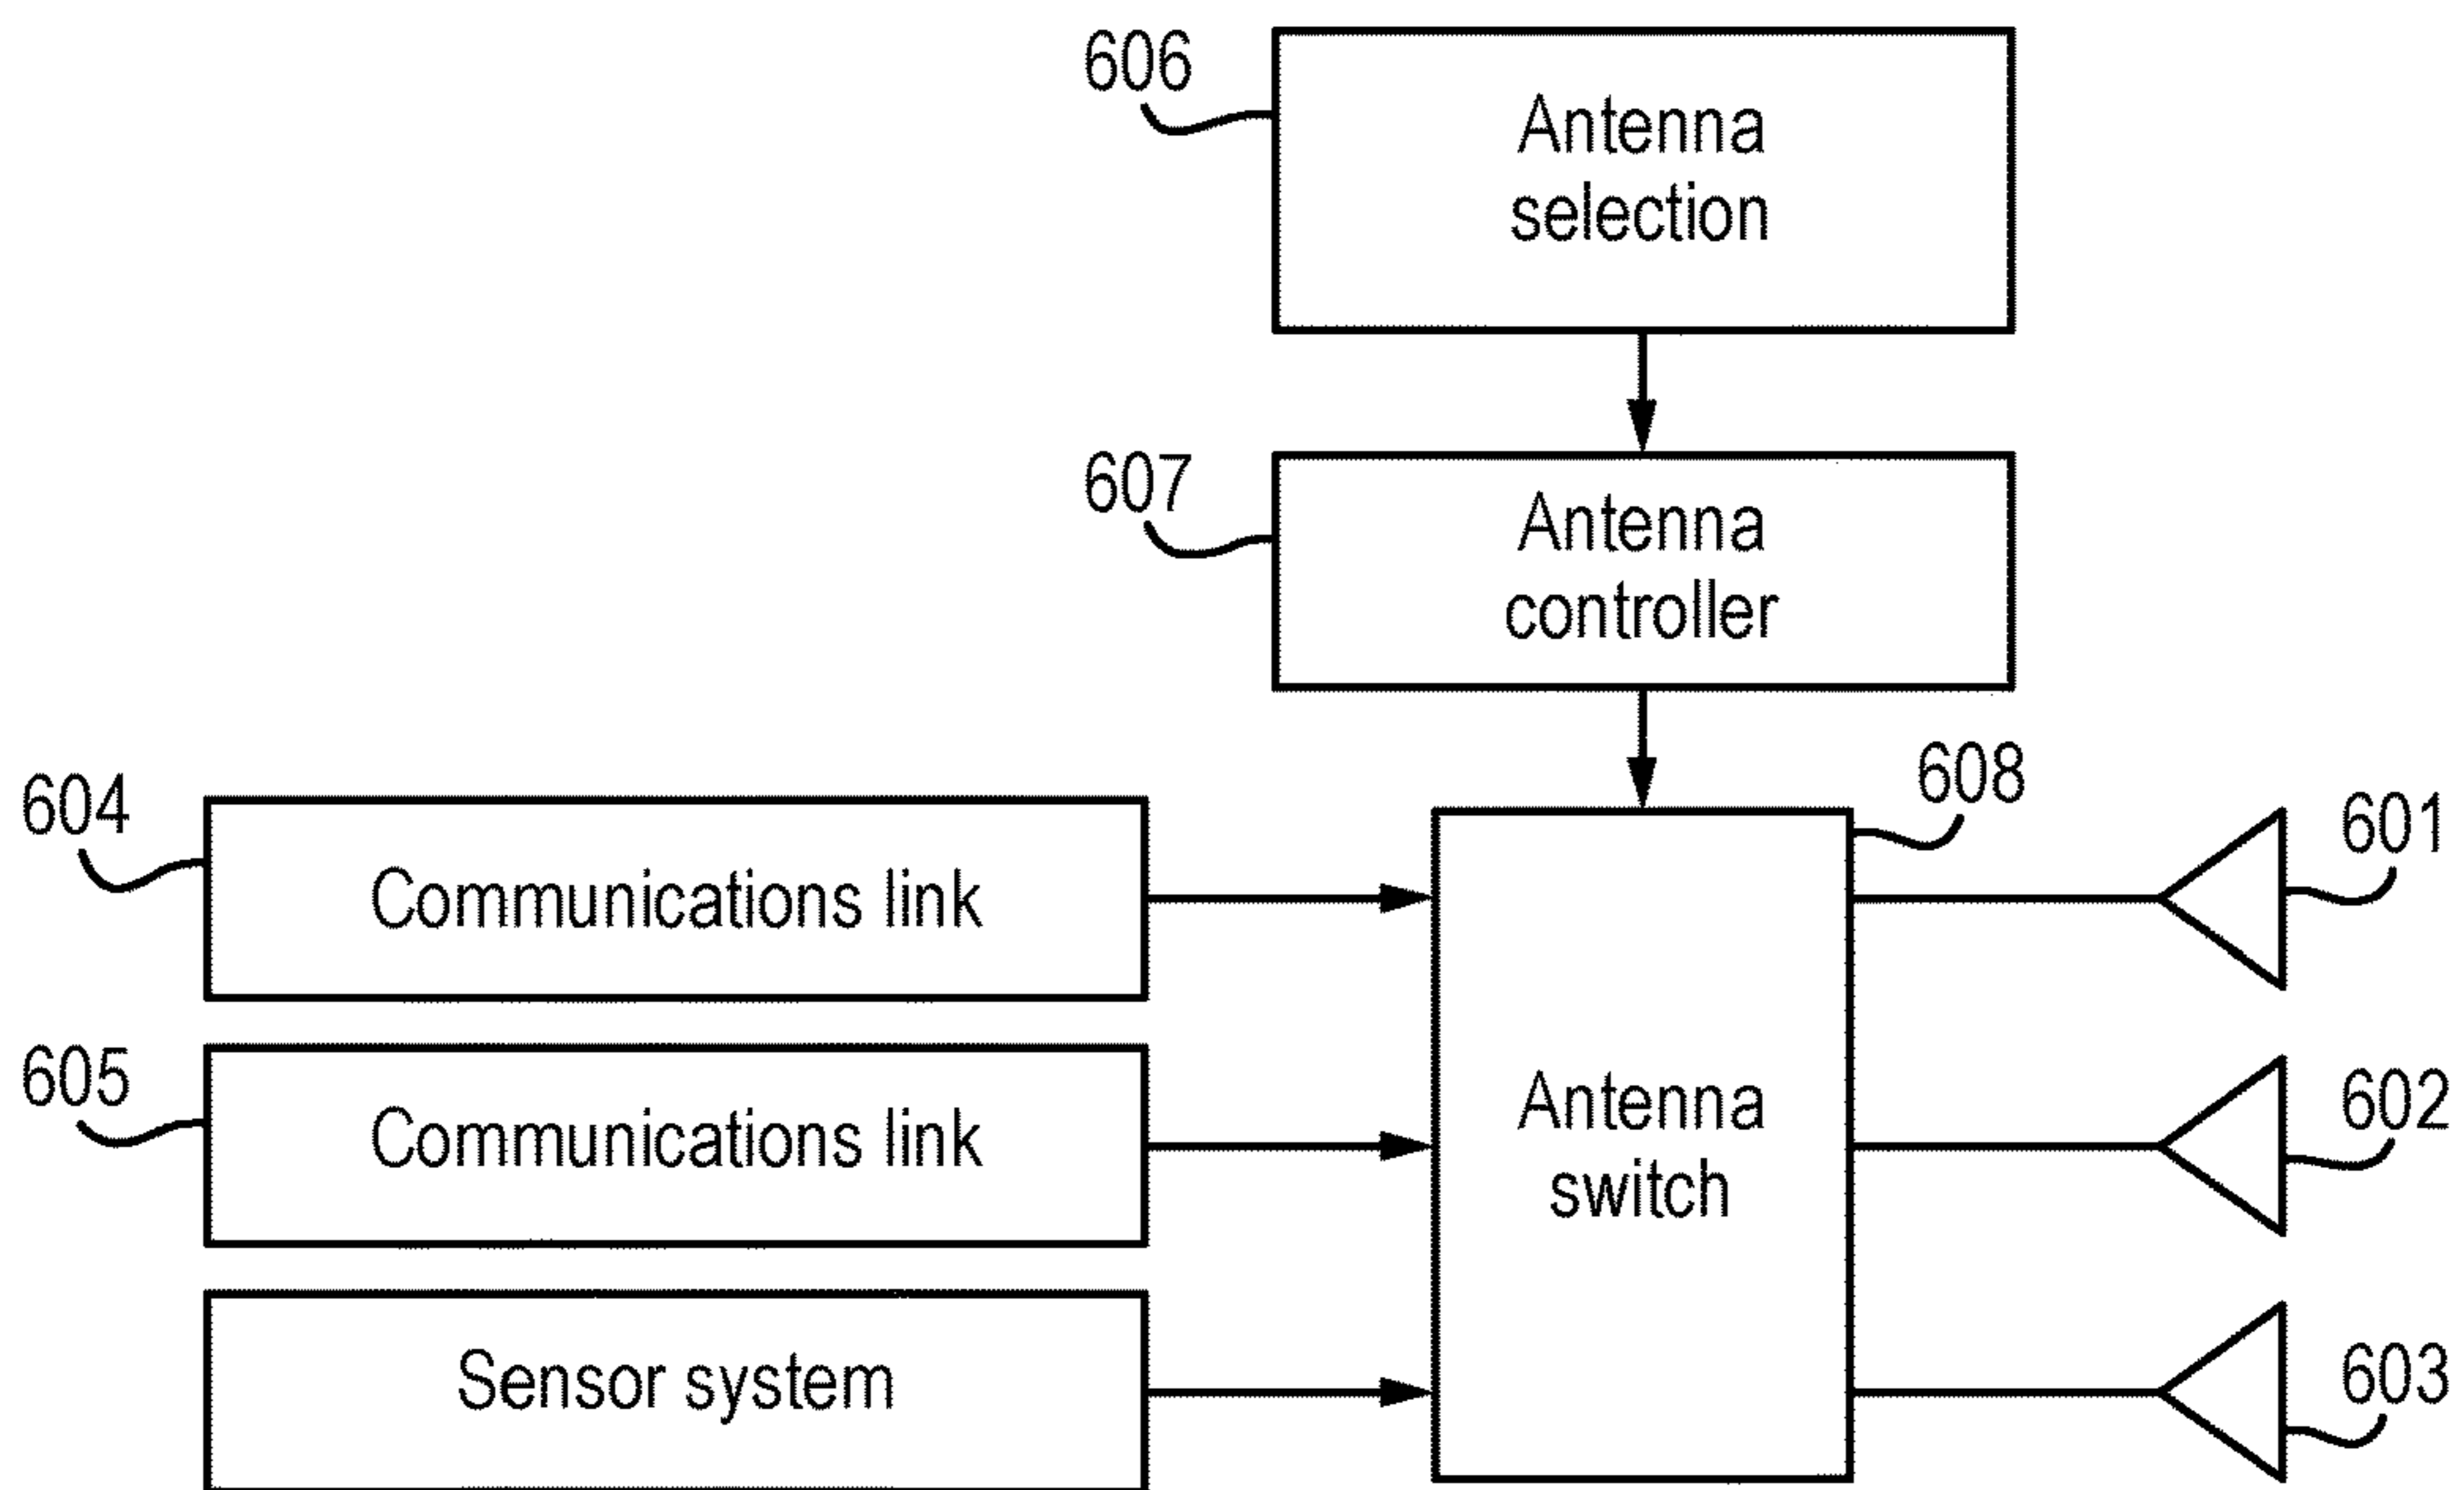 606
Antenna
selection
607
Antenna
controller
608
604
Communications link
601
605
Communications link
Antenna
switch
602
Sensor system
603